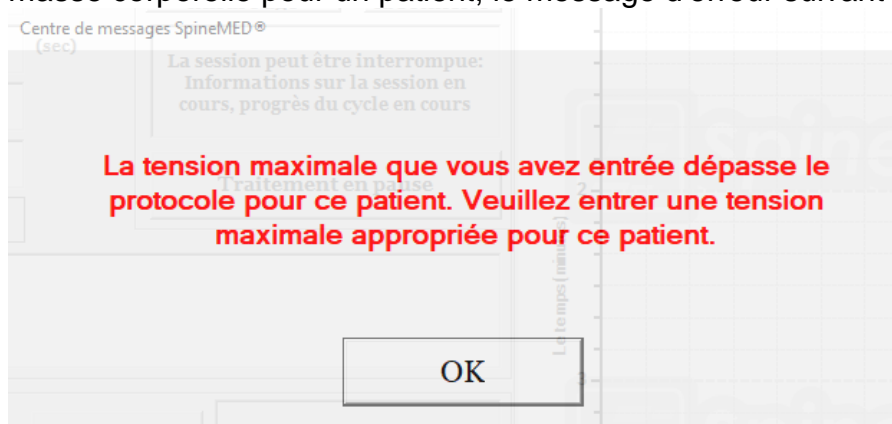 masse corporelle pour un patient, le message d'erreur suivant
Centre de messages SpineMED®
(sec)
La session peut être interrompue:
Informations sur la session en
cours, progrès du cycle en cours
La tension maximale que vous avez entrée dépasse le
Traitement en pause
protocole pour ce patient. Veuillez entrer une tension
maximale appropriée pour ce patient.
2
Le temps (minutes)
OK
3
Spine